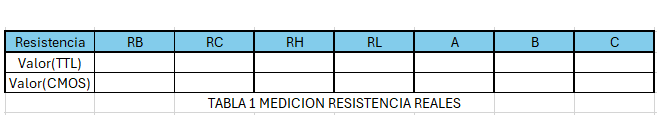 Resistencia RB RC RH RL A B C
Valor(TTL)
Valor(CMOS)
TABLA 1 MEDICION RESISTENCIA REALES